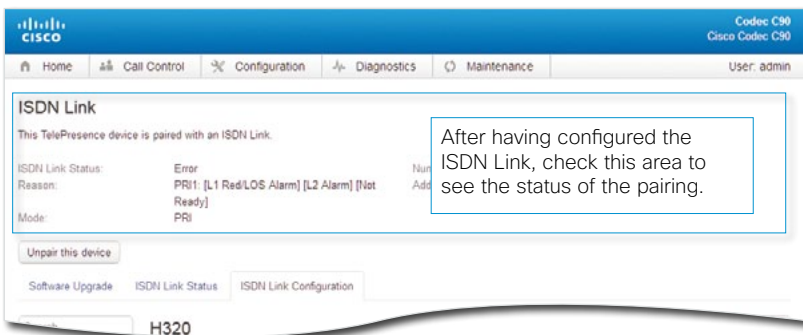 CISCO
Codec C90
Cisco Codec C90
Home
Call Control
Configuration
Diagnostics
Maintenance
User: admin
ISDN Link
This TelePresence device is paired with an ISDN Link.
ISDN Link Status: Error
Reason: PRI1: [L1 Red/LOS Alarm] [L2 Alarm] [Not
Ready]
Mode: PRI
After having configured the
ISDN Link, check this area to
see the status of the pairing.
Unpair this device
Software Upgrade
ISDN Link Status
ISDN Link Configuration
H320